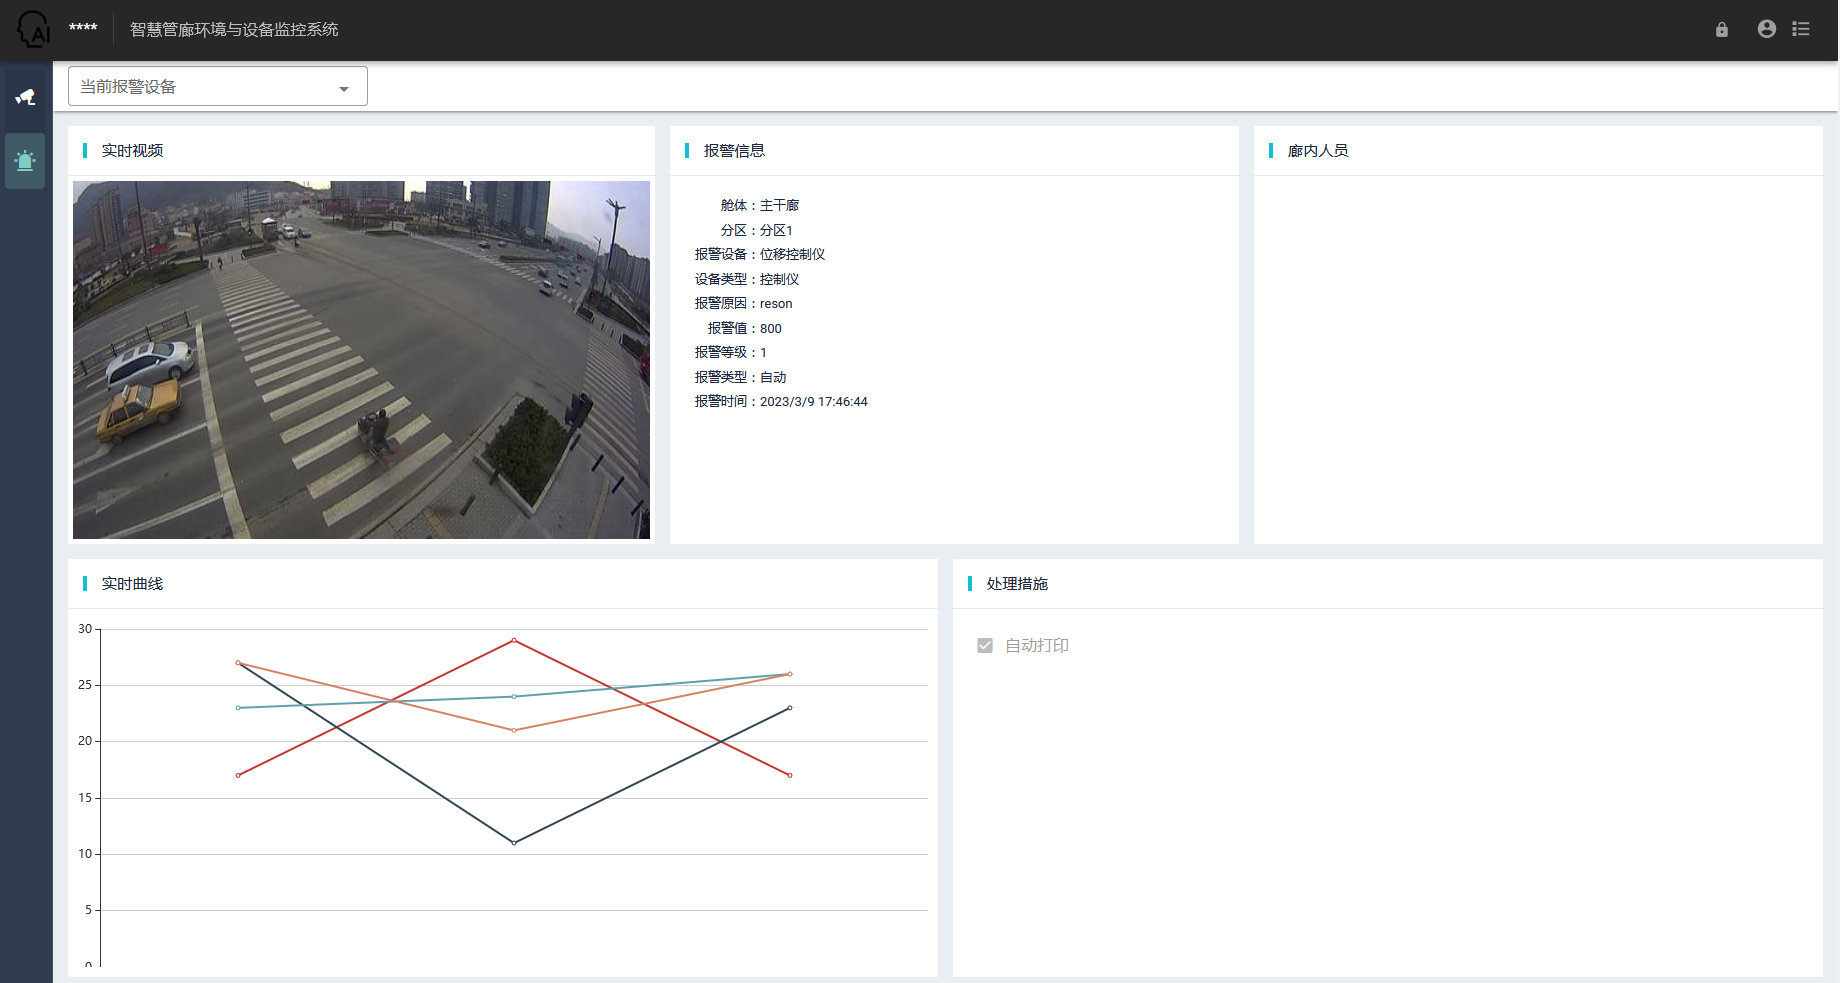 AI
****
智慧管廊环境与设备监控系统
当前报警设备
实时视频
报警信息
舱体：主干廊
分区：分区1
报警设备：位移控制仪
设备类型：控制仪
报警原因：reson
报警值：800
报警等级：1
报警类型：自动
报警时间：2023/3/9 17:46:44
廊内人员
实时曲线
30
25
20
15
10
5
0
处理措施
自动打印